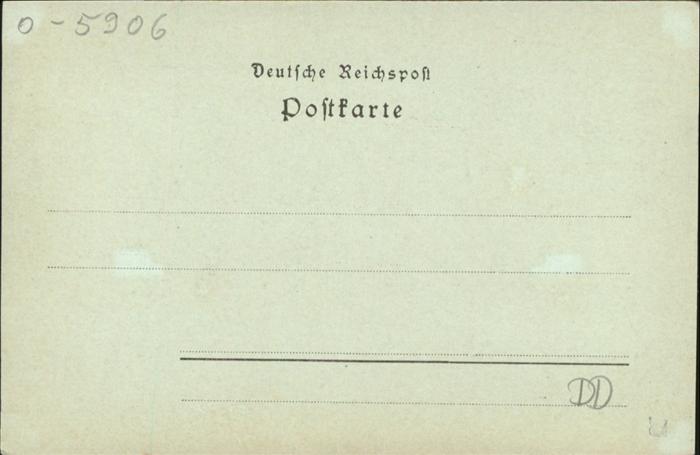 0-5906
Deutsche Reichspost
Postkarte
DD